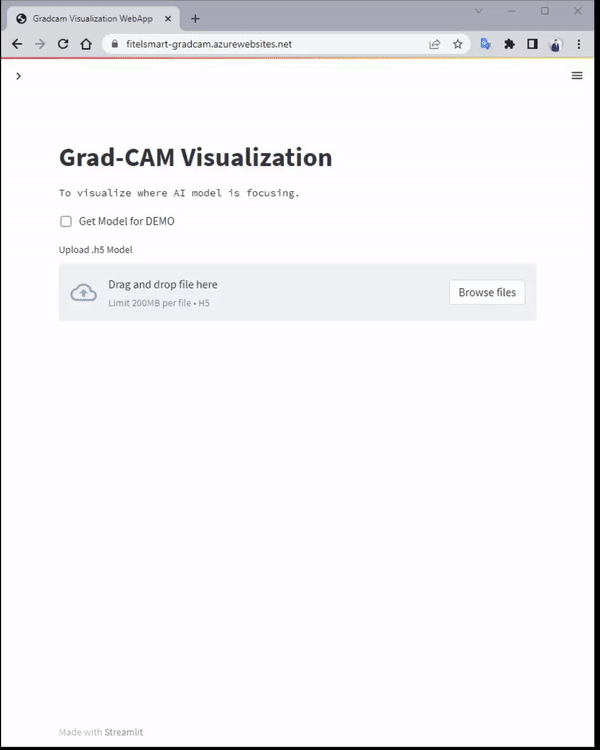 Gradcam Visualization WebApp
fitelsmart-gradcam.azurewebsites.net
Grad-CAM Visualization
To visualize where AI model is focusing.
Get Model for DEMO
Upload .h5 Model
Drag and drop file here
Limit 200MB per file • H5
Browse files
Made with Streamlit